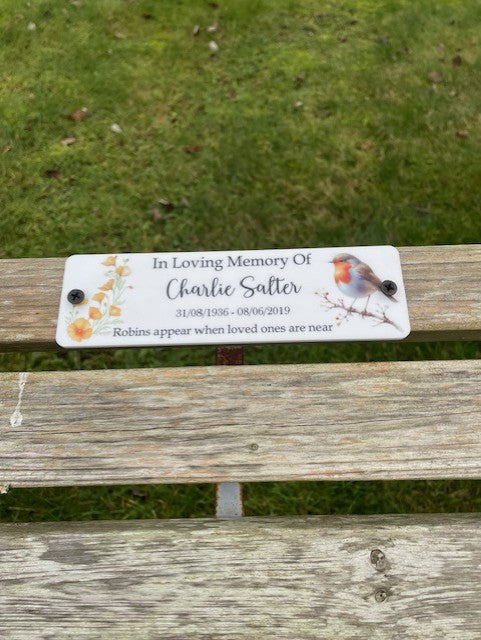 In Loving Memory Of
Charlie Salter
31/08/1936 - 08/06/2019
Robins appear when loved ones are near